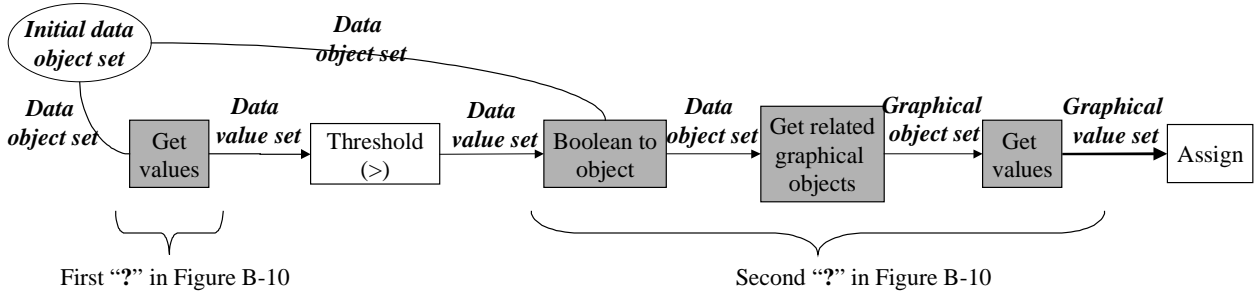 Initial data
object set
Data
object set
Data
object set
Get
values
Data
value set
Threshold
(>)
Data
value set
Boolean to
object
Data
object set
Get related
graphical
objects
Graphical
object set
Get
values
Graphical
value set
Assign
First “?” in Figure B-10
Second “?” in Figure B-10